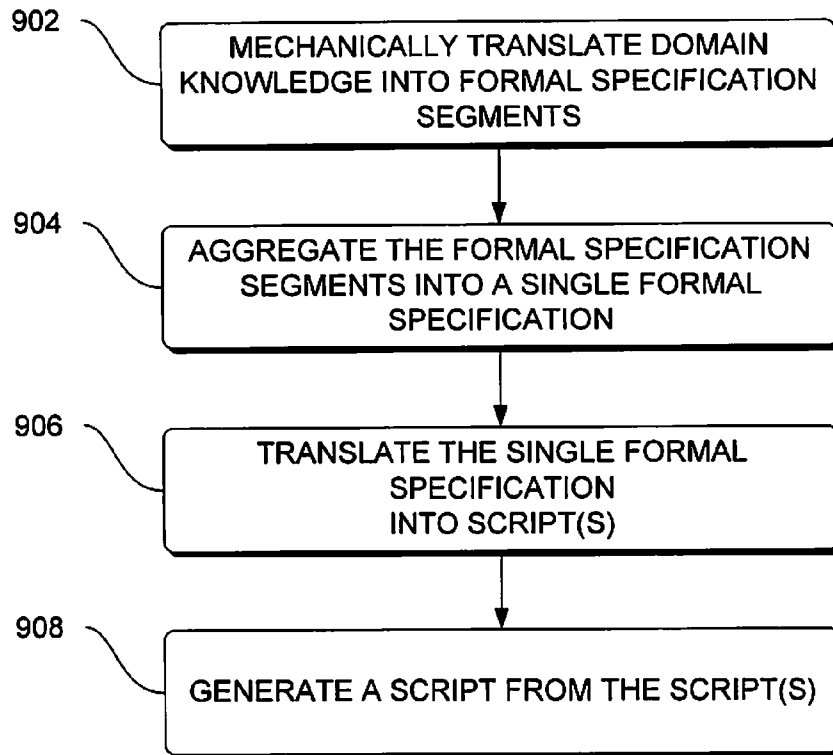 902
MECHANICALLY TRANSLATE DOMAIN
KNOWLEDGE INTO FORMAL SPECIFICATION
SEGMENTS
904
AGGREGATE THE FORMAL SPECIFICATION
SEGMENTS INTO A SINGLE FORMAL
SPECIFICATION
906
TRANSLATE THE SINGLE FORMAL
SPECIFICATION
INTO SCRIPT(S)
908
GENERATE A SCRIPT FROM THE SCRIPT(S)